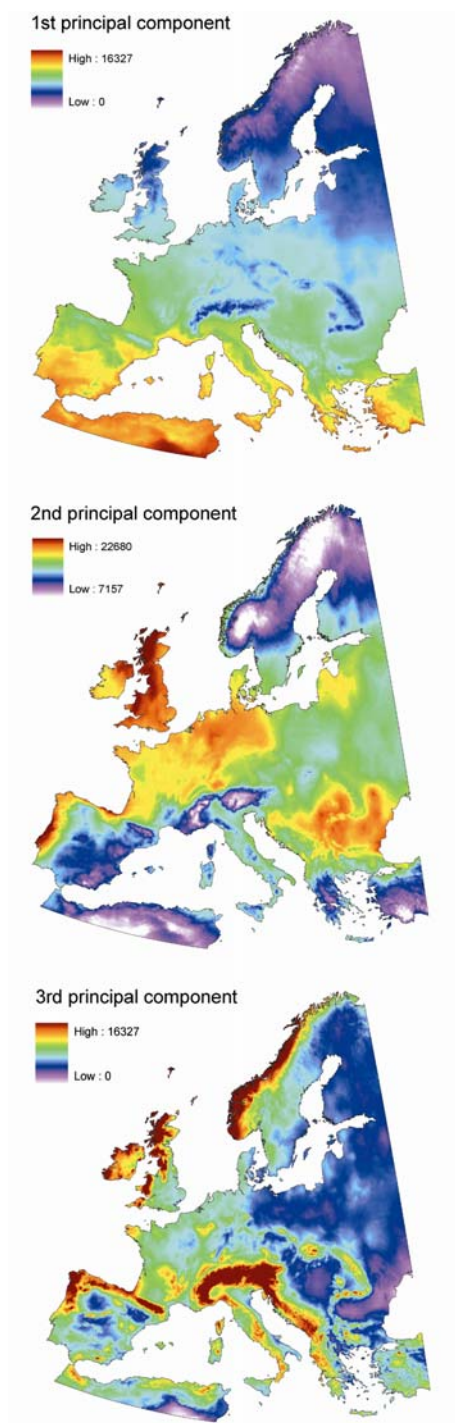 1st principal component
High : 16327
Low : 0
2nd principal component
High : 22680
Low : 7157
3rd principal component
High : 16327
Low : 0